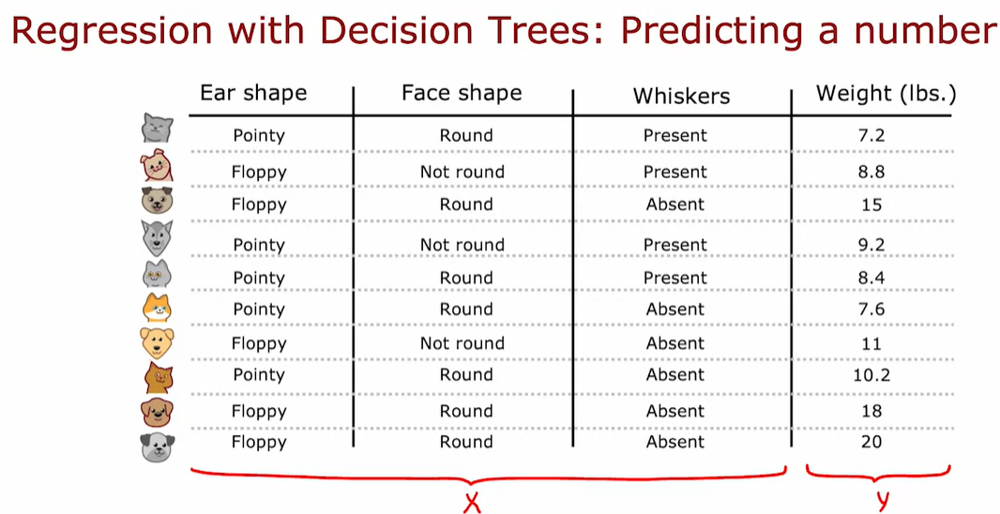 Regression with Decision Trees: Predicting a number
Ear shape Face shape Whiskers Weight (lbs.)
Pointy Round Present 7.2
Floppy Not round Present 8.8
Floppy Round Absent 15
Pointy Not round Present 9.2
Pointy Round Present 8.4
Pointy Round Absent 7.6
Floppy Not round Absent 11
Pointy Round Absent 10.2
Floppy Round Absent 18
Floppy Round Absent 20
X y